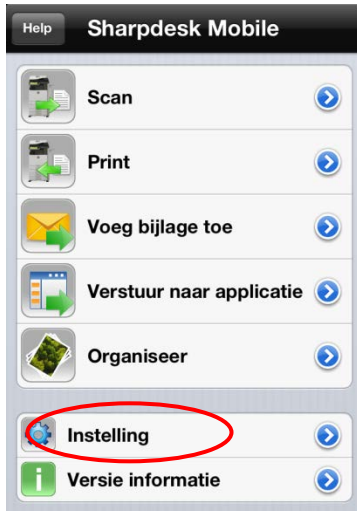 Help Sharpdesk Mobile
Scan
Print
Voeg bijlage toe
Verstuur naar applicatie
Organiseer
Instelling
Versie informatie